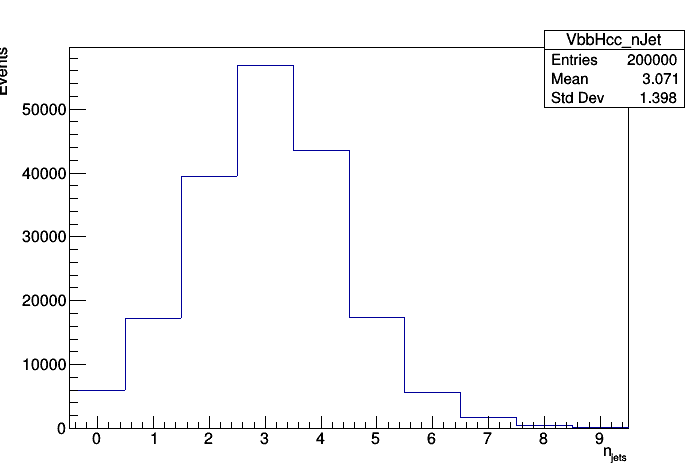 VbbHcc_nJet
Entries 200000
Mean 3.071
Std Dev 1.398
Events
50000
40000
30000
20000
10000
0
0 1 2 3 4 5 6 7 8 9
n_jets